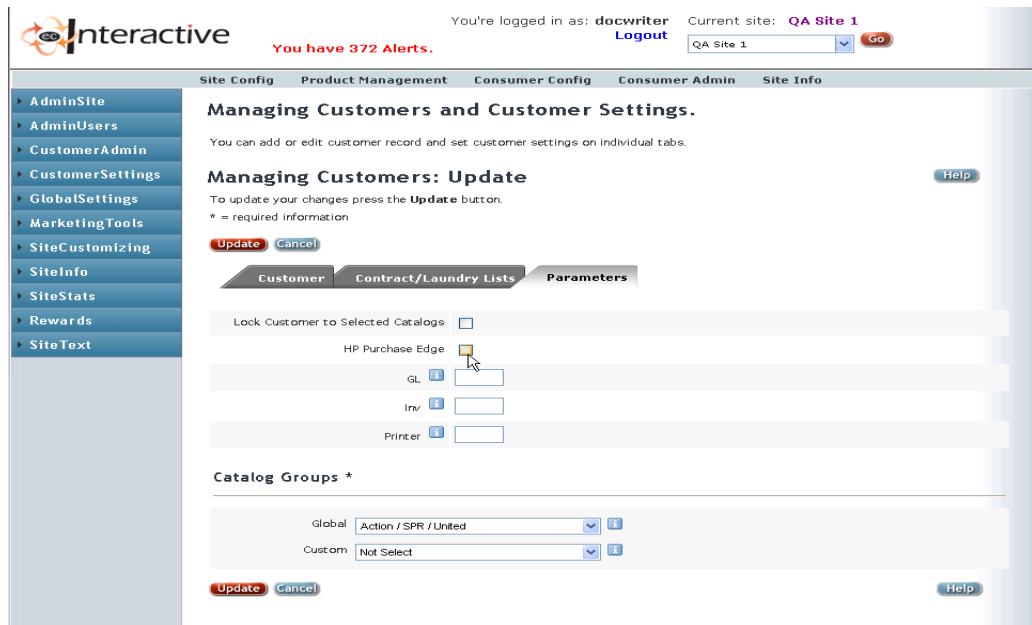 eci Interactive
You're logged in as: docwriter
Current site: QA Site 1
Logout
QA Site 1
Go
You have 372 Alerts.
Site Config Product Management Consumer Config Consumer Admin Site Info
AdminSite
AdminUsers
CustomerAdmin
CustomerSettings
GlobalSettings
MarketingTools
SiteCustomizing
SiteInfo
SiteStats
Rewards
SiteText
Managing Customers and Customer Settings.
You can add or edit customer record and set customer settings on individual tabs.
Managing Customers: Update
Help
To update your changes press the Update button.
* = required information
Update Cancel
Customer Contract/Laundry Lists Parameters
Lock Customer to Selected Catalogs
HP Purchase Edge
GL i
Inv i
Printer i
Catalog Groups *
Global Action / SPR / United i
Custom Not Select i
Update Cancel
Help